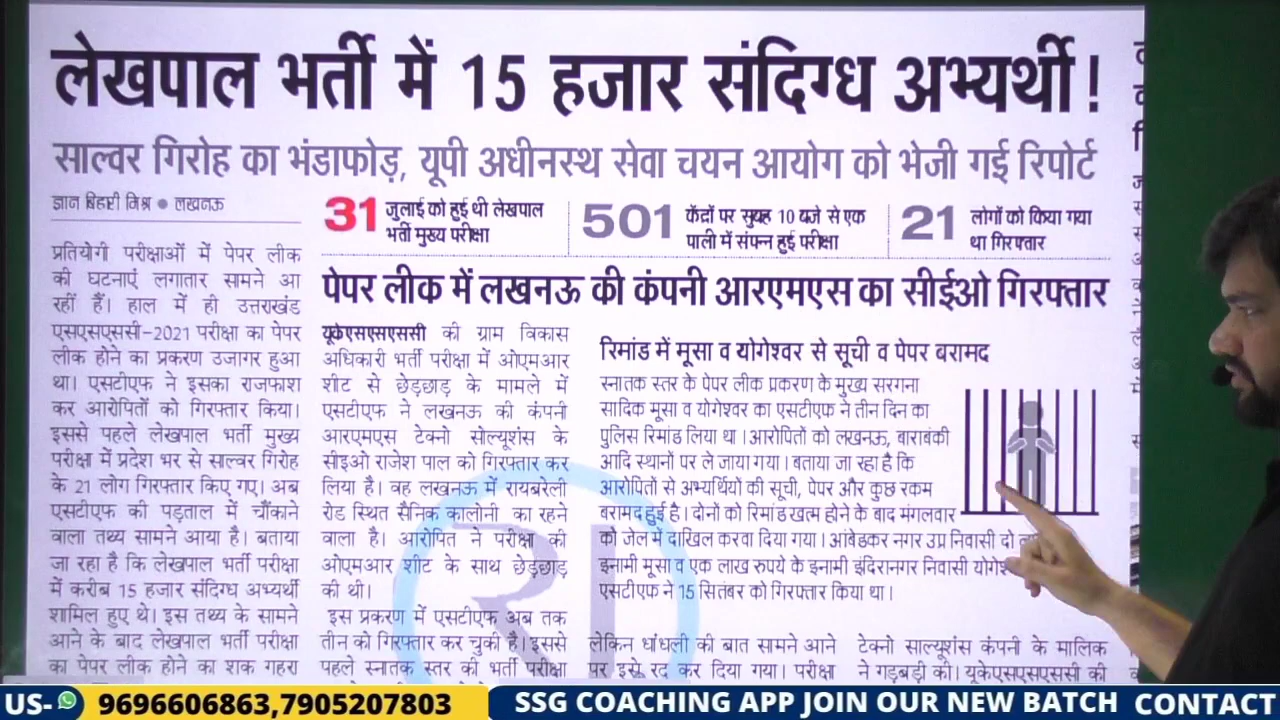 लेखपाल भर्ती में 15 हजार संदिग्ध अभ्यर्थी!
साल्वर गिरोह का भंडाफोड़, यूपी अधीनस्थ सेवा चयन आयोग को भेजी गई रिपोर्ट
ज्ञान बिहारी मिश्र ● लखनऊ
31 जुलाई को हुई थी लेखपाल
भर्ती मुख्य परीक्षा
501 केंद्रों पर सुबह 10 बजे से एक
पाली में संपन्न हुई परीक्षा
21 लोगों को किया गया
था गिरफ्तार
प्रतियोगी परीक्षाओं में पेपर लीक
की घटनाएं लगातार सामने आ
रहीं हैं। हाल में ही उत्तराखंड
एसएसएससी-2021 परीक्षा का पेपर
लीक होने का प्रकरण उजागर हुआ
था। एसटीएफ ने इसका राजफाश
कर आरोपितों को गिरफ्तार किया।
इससे पहले लेखपाल भर्ती मुख्य
परीक्षा में प्रदेश भर से साल्वर गिरोह
के 21 लोग गिरफ्तार किए गए। अब
एसटीएफ की पड़ताल में चौंकाने
वाला तथ्य सामने आया है। बताया
जा रहा है कि लेखपाल भर्ती परीक्षा
में करीब 15 हजार संदिग्ध अभ्यर्थी
शामिल हुए थे। इस तथ्य के सामने
आने के बाद लेखपाल भर्ती परीक्षा
का पेपर लीक होने का शक गहरा
पेपर लीक में लखनऊ की कंपनी आरएमएस का सीईओ गिरफ्तार
यूकेएसएसएससी की ग्राम विकास
अधिकारी भर्ती परीक्षा में ओएमआर
शीट से छेड़छाड़ के मामले में
एसटीएफ ने लखनऊ की कंपनी
आरएमएस टेक्नो सोल्यूशंस के
सीइओ राजेश पाल को गिरफ्तार कर
लिया है। वह लखनऊ में रायबरेली
रोड स्थित सैनिक कालोनी का रहने
वाला है। आरोपित ने परीक्षा की
ओएमआर शीट के साथ छेड़छाड़
की थी।
इस प्रकरण में एसटीएफ अब तक
तीन को गिरफ्तार कर चुकी है। इससे
पहले स्नातक स्तर की भर्ती परीक्षा
रिमांड में मूसा व योगेश्वर से सूची व पेपर बरामद
स्नातक स्तर के पेपर लीक प्रकरण के मुख्य सरगना
सादिक मूसा व योगेश्वर का एसटीएफ ने तीन दिन का
पुलिस रिमांड लिया था। आरोपितों को लखनऊ, बाराबंकी
आदि स्थानों पर ले जाया गया। बताया जा रहा है कि
आरोपितों से अभ्यर्थियों की सूची, पेपर और कुछ रकम
बरामद हुई है। दोनों को रिमांड खत्म होने के बाद मंगलवार
को जेल में दाखिल करवा दिया गया। आंबेडकर नगर उप्र निवासी दो
इनामी मूसा व एक लाख रुपये के इनामी इंदिरानगर निवासी
एसटीएफ ने 15 सितंबर को गिरफ्तार किया था।
लेकिन धांधली की बात सामने आने
पर इसे रद कर दिया गया। परीक्षा
टेक्नो साल्यूशंस कंपनी के मालिक
ने गड़बड़ी की। यूकेएसएसएससी की
US- 9696606863,7905207803 SSG COACHING APP JOIN OUR NEW BATCH CONTACT